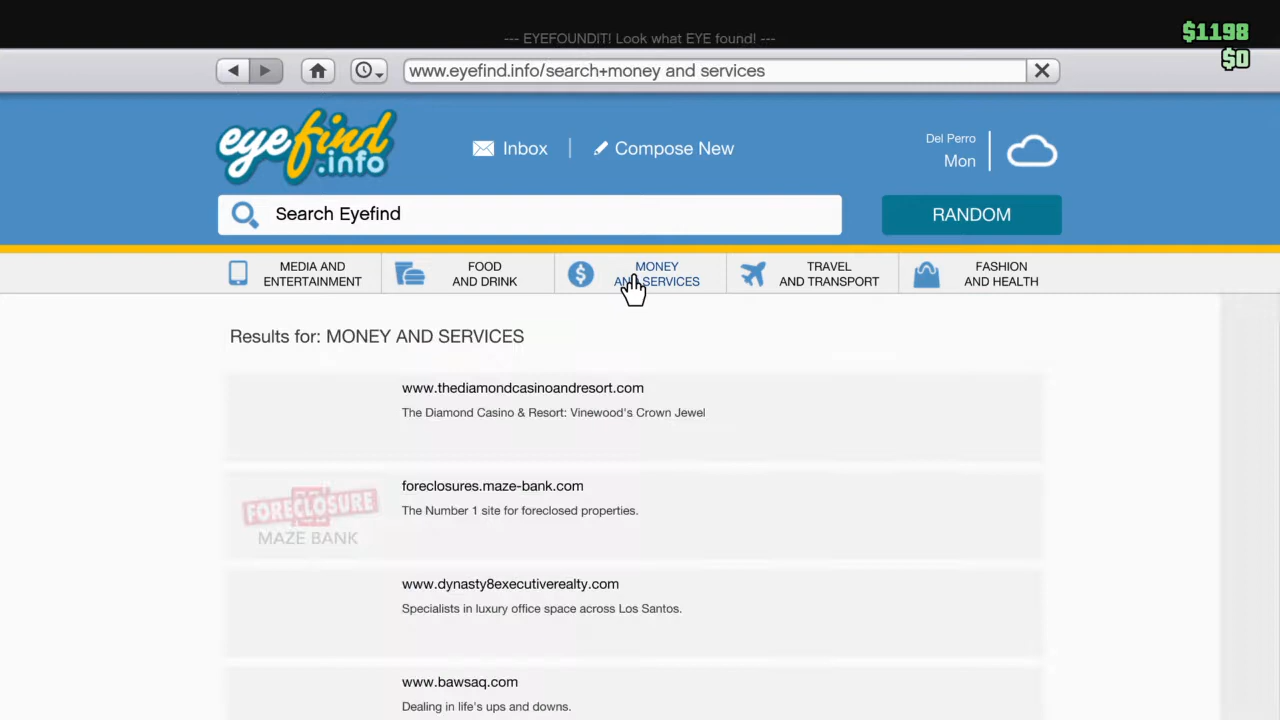 --- EYEFOUNDIT! Look what EYE found! ---
$1198
$0
www.eyefind.info/search+money and services
eyefind
.info
Inbox
Compose New
Del Perro
Mon
Search Eyefind
RANDOM
MEDIA AND
ENTERTAINMENT
FOOD
AND DRINK
MONEY
AND SERVICES
TRAVEL
AND TRANSPORT
FASHION
AND HEALTH
Results for: MONEY AND SERVICES
www.thediamondcasinoandresort.com
The Diamond Casino & Resort: Vinewood's Crown Jewel
FORECLOSURE
MAZE BANK
foreclosures.maze-bank.com
The Number 1 site for foreclosed properties.
www.dynasty8executiverealty.com
Specialists in luxury office space across Los Santos.
www.bawsaq.com
Dealing in life's ups and downs.